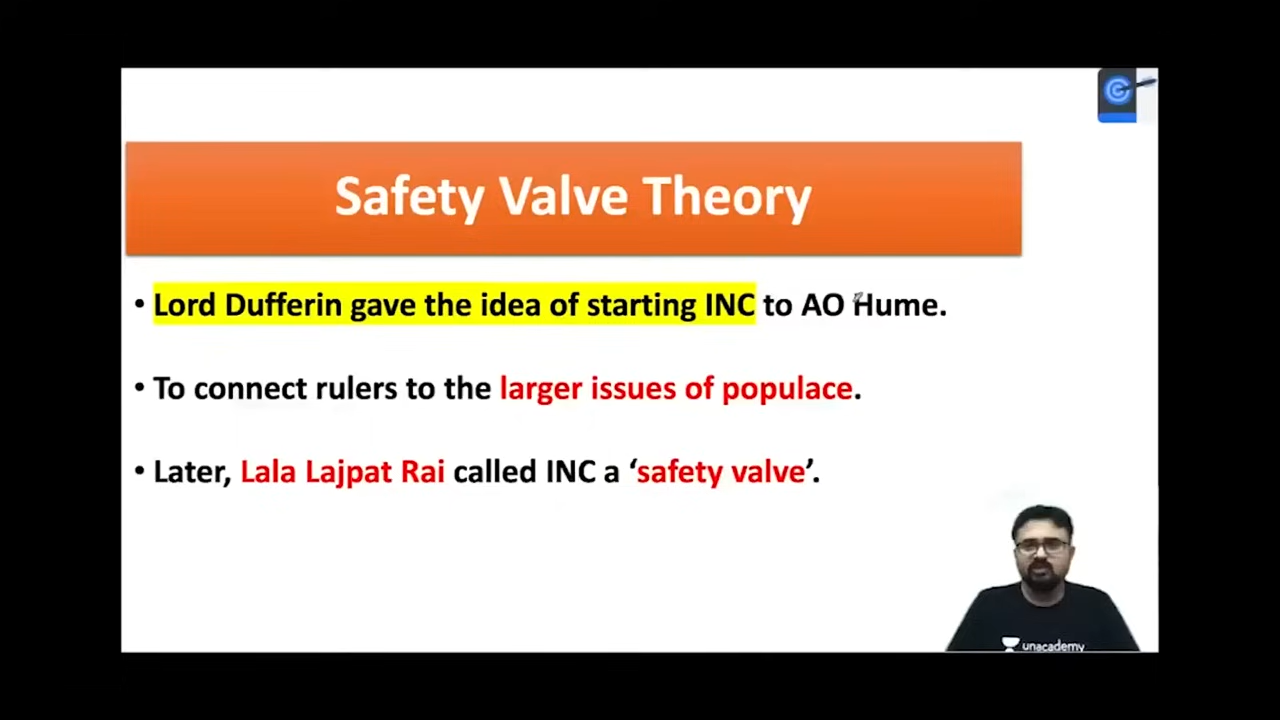 Safety Valve Theory
• Lord Dufferin gave the idea of starting INC to AO Hume.
• To connect rulers to the larger issues of populace.
• Later, Lala Lajpat Rai called INC a ‘safety valve’.
unacademy